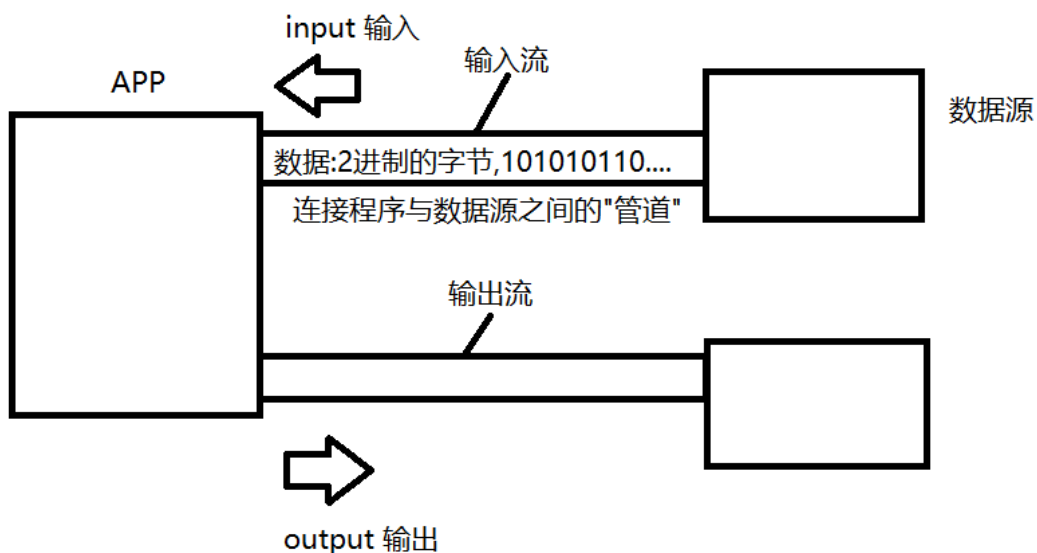 input 输入
输入流
APP
数据源
数据:2进制的字节,101010110....
连接程序与数据源之间的"管道"
输出流
output 输出